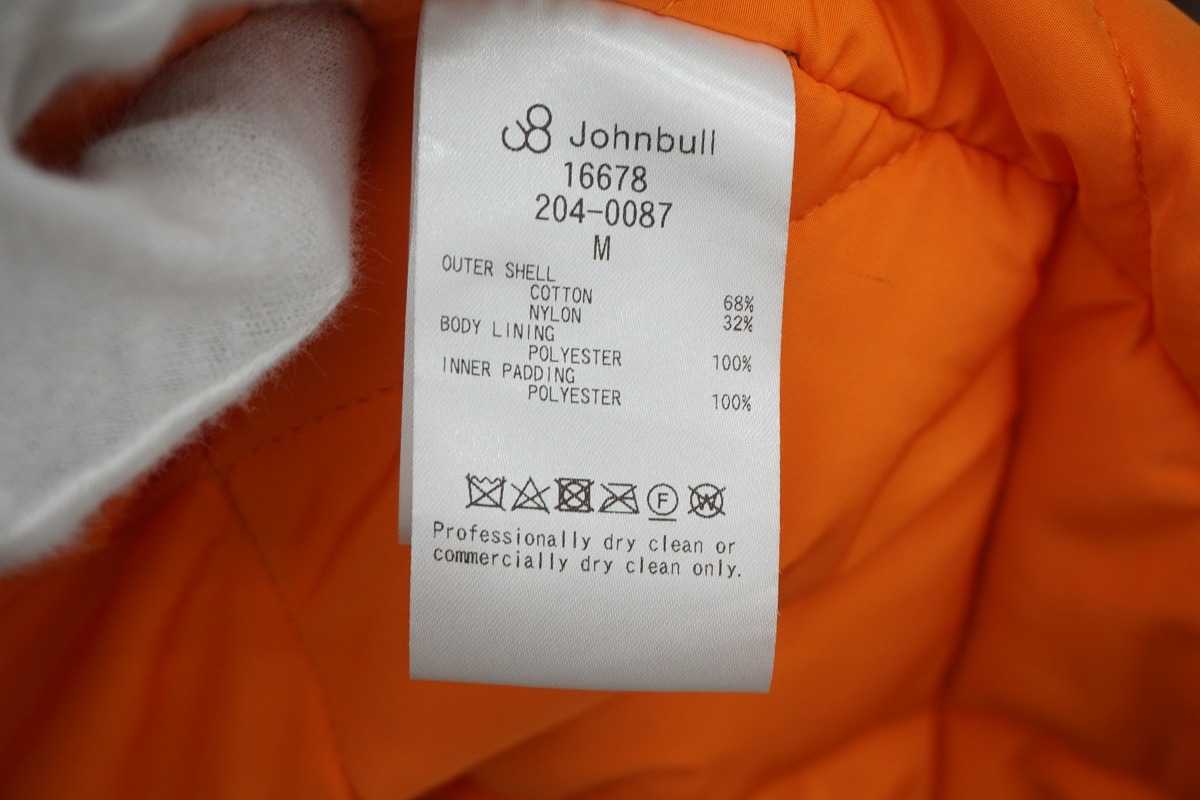 Johnbull
16678
204-0087
M
OUTER SHELL
COTTON 68%
NYLON 32%
BODY LINING
POLYESTER 100%
INNER PADDING
POLYESTER 100%
F W
Professionally dry clean or
commercially dry clean only.